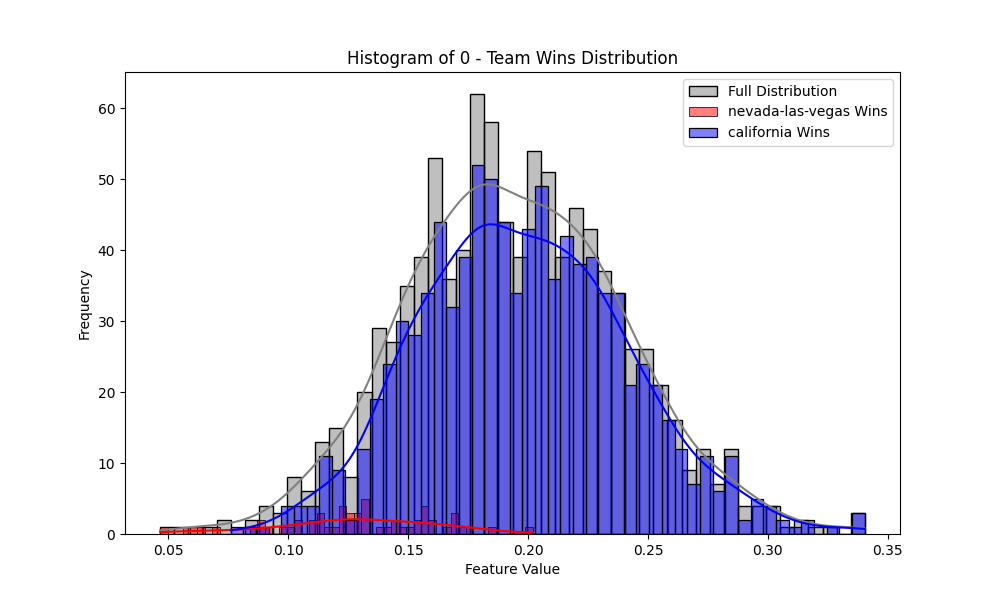 Histogram of 0 - Team Wins Distribution
Full Distribution
nevada-las-vegas Wins
california Wins
Frequency
60
50
40
30
20
10
0
0.05 0.10 0.15 0.20 0.25 0.30 0.35
Feature Value